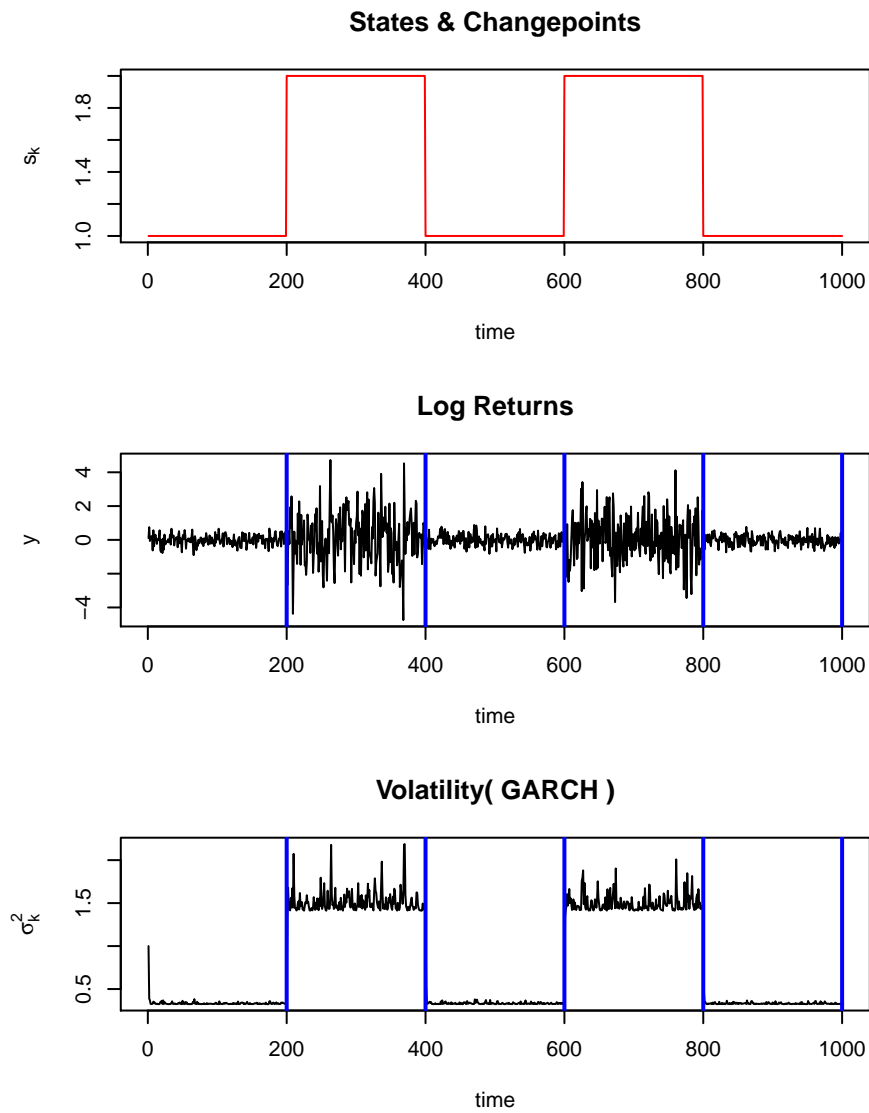 States & Changepoints
1.8
1.4
1.0
s_k
0 200 400 600 800 1000
time
Log Returns
4
2
0
−4
y
0 200 400 600 800 1000
time
Volatility( GARCH )
1.5
0.5
σ_k^2
0 200 400 600 800 1000
time